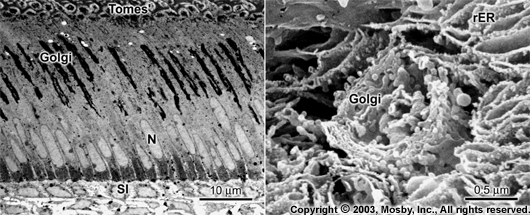 Tomes'
Golgi
N
SI
10 µm
rER
Golgi
0.5 µm
Copyright © 2003, Mosby, Inc., All rights reserved.